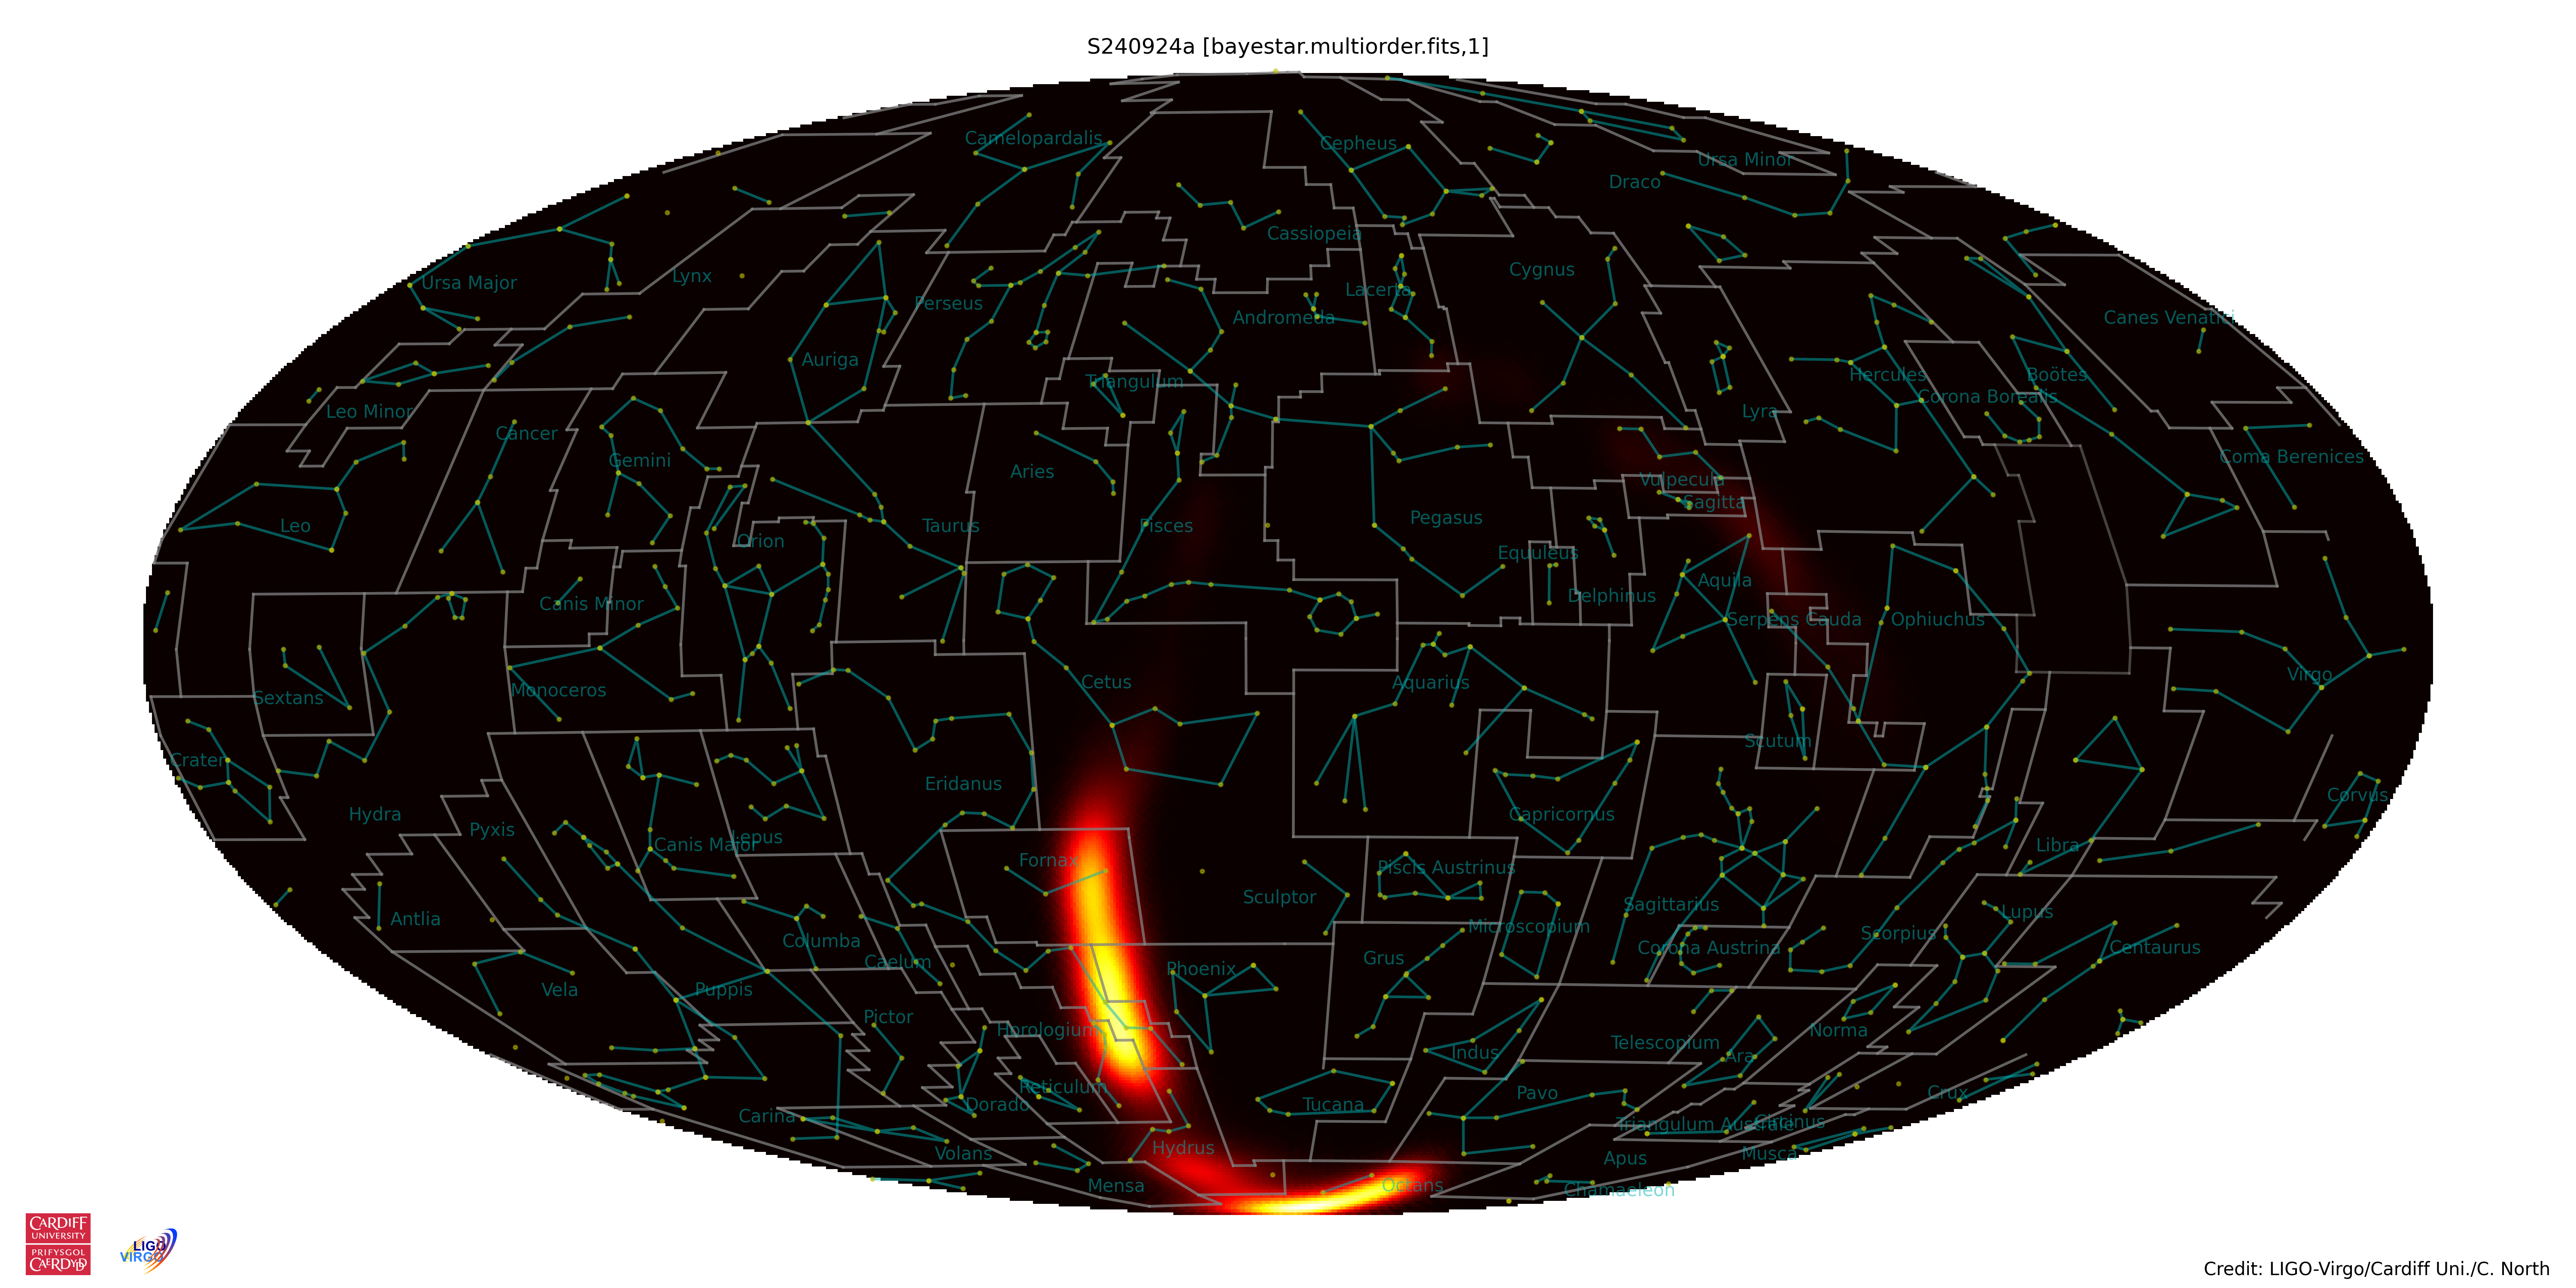 S240924a [bayestar.multiorder.fits,1]
Camelopardalis
Cepheus
Ursa Minor
Draco
Cassiopeia
Ursa Major
Lynx
Cygnus
Lacerta
Perseus
Andromeda
Canes Venatici
Auriga
Triangulum
Hercules
Boötes
Corona Borealis
Leo Minor
Lyra
Cancer
Gemini
Aries
Coma Berenices
Vulpecula
Sagitta
Leo
Orion
Taurus
Pisces
Pegasus
Equuleus
Canis Minor
Delphinus
Aquila
Serpens Cauda
Ophiuchus
Sextans
Monoceros
Cetus
Aquarius
Virgo
Crater
Scutum
Eridanus
Corvus
Hydra
Pyxis
Canis Major
Lepus
Capricornus
Libra
Fornax
Piscis Austrinus
Antlia
Sculptor
Sagittarius
Lupus
Columba
Microscopium
Scorpius
Corona Austrina
Centaurus
Caelum
Phoenix
Grus
Vela
Puppis
Pictor
Horologium
Indus
Telescopium
Ara
Norma
Reticulum
Dorado
Tucana
Pavo
Crux
Carina
Triangulum Australe
Circinus
Volans
Hydrus
Apus
Musca
Mensa
Octans
Chamaeleon
CARDIFF
UNIVERSITY
PRIFYSGOL
CAERDYDD
LIGO
VIRGO
Credit: LIGO-Virgo/Cardiff Uni./C. North